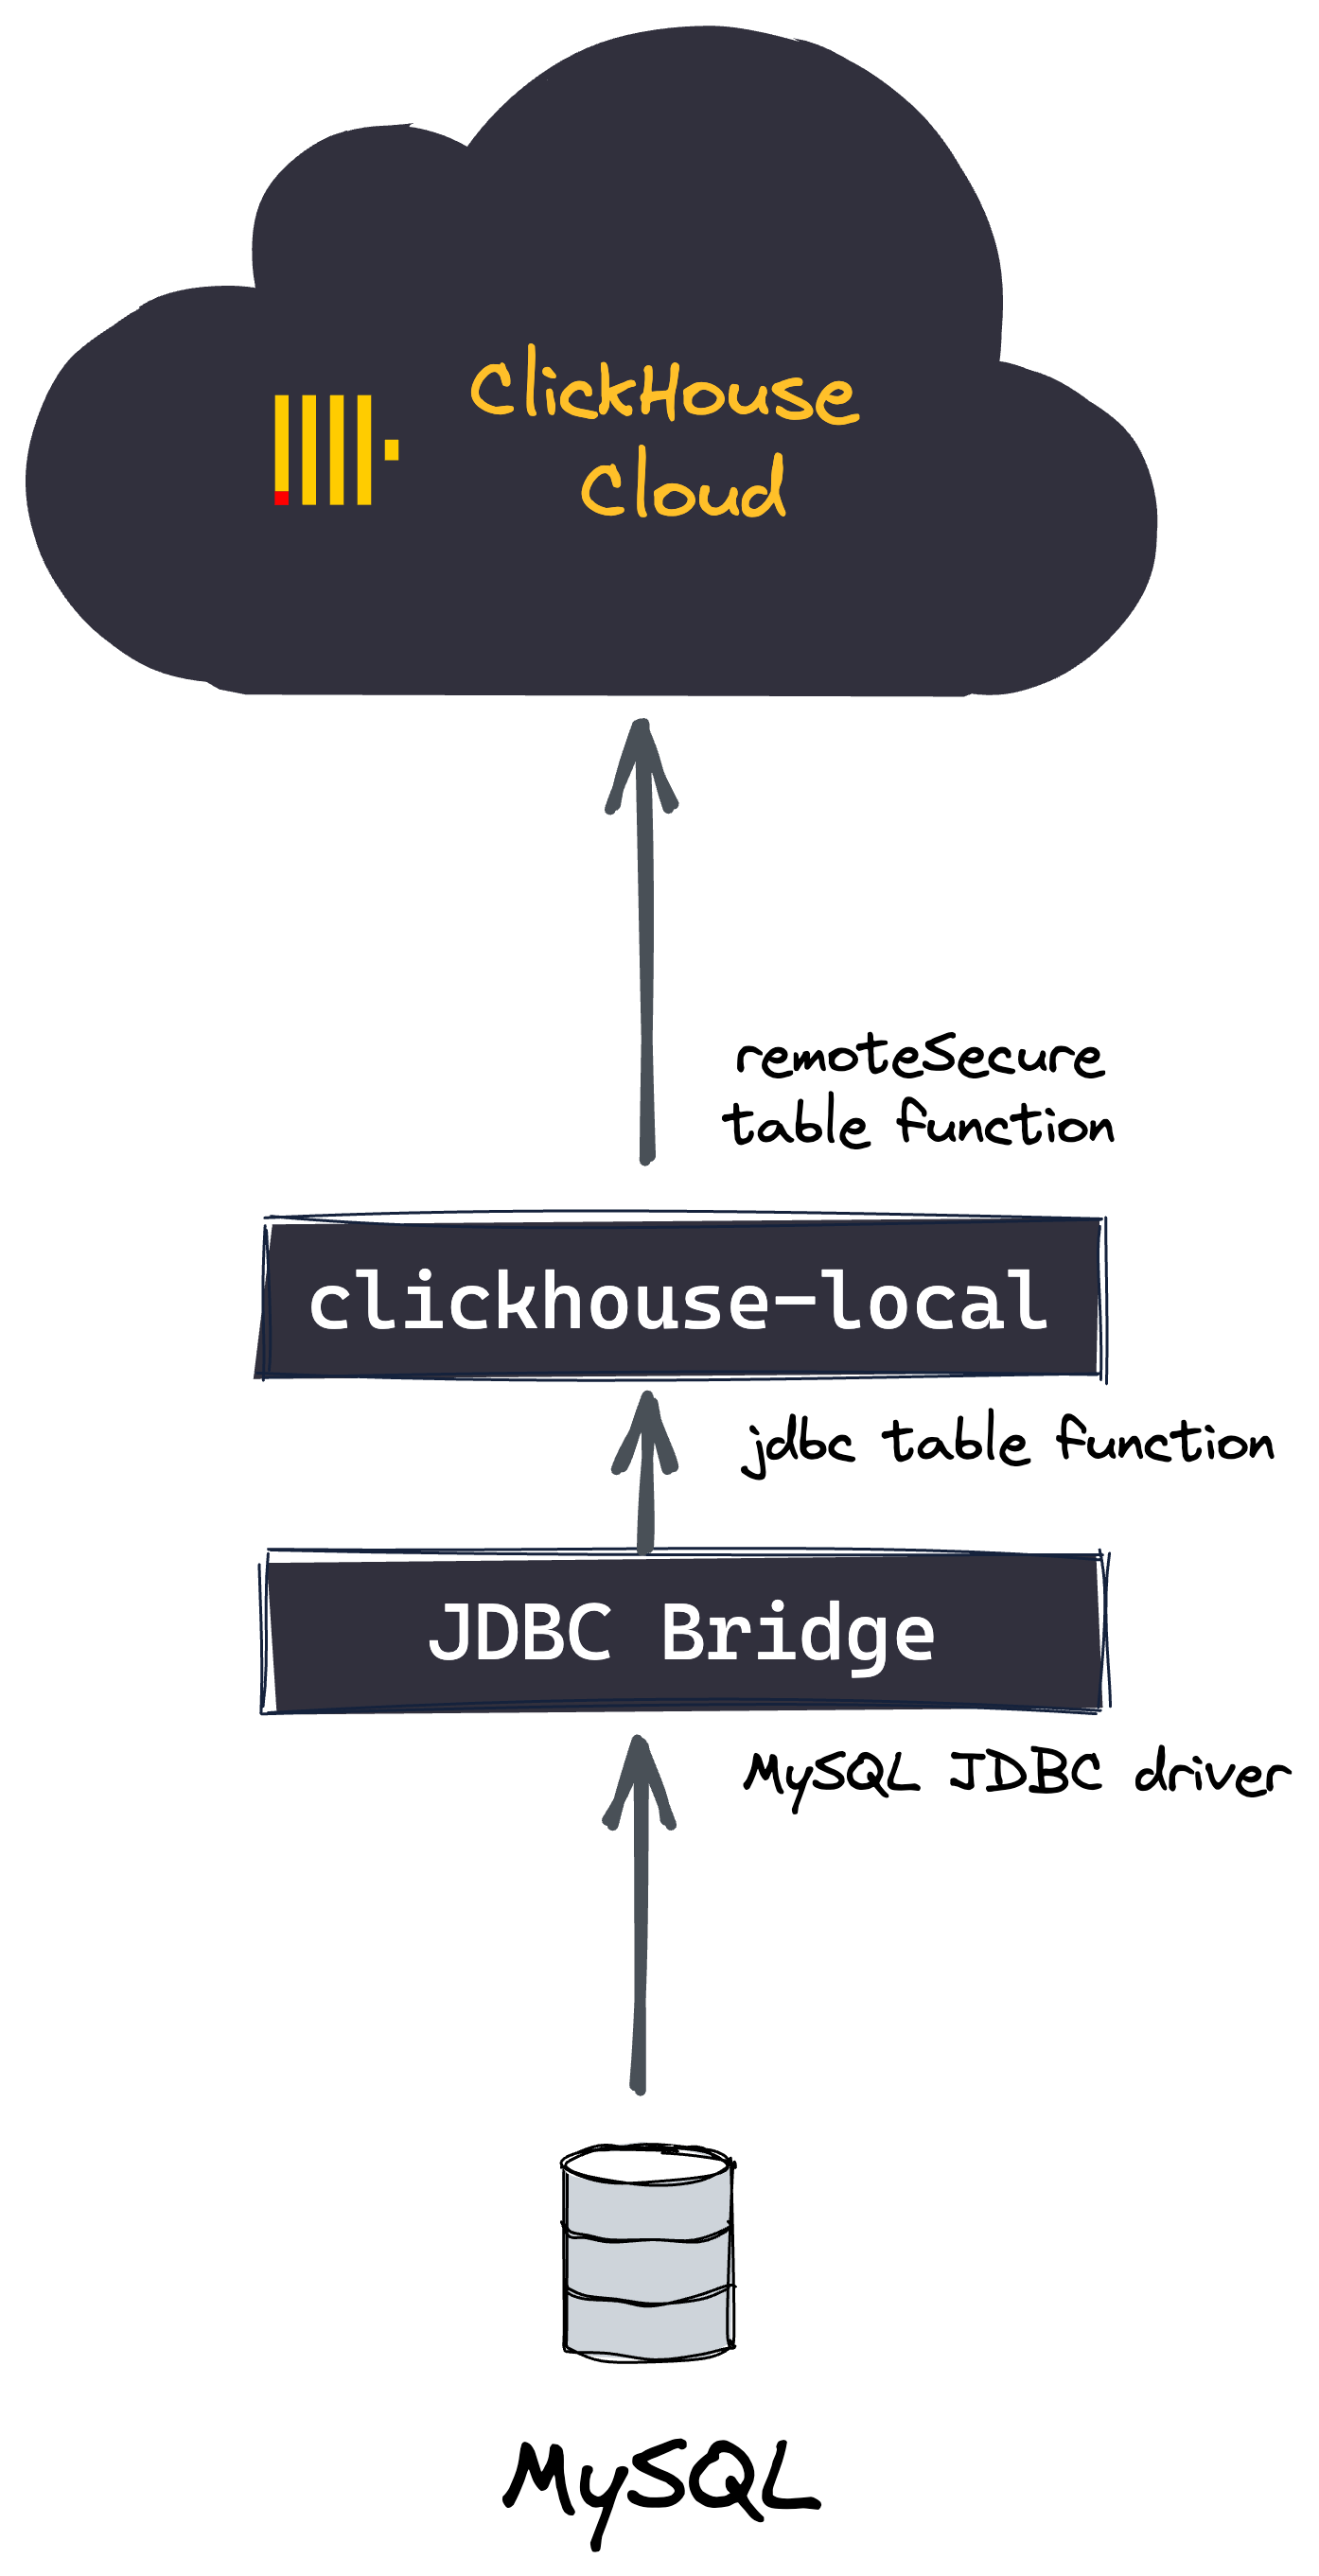 ClickHouse
Cloud
remoteSecure
table function
clickhouse-local
jdbc table function
JDBC Bridge
MySQL JDBC driver
MySQL